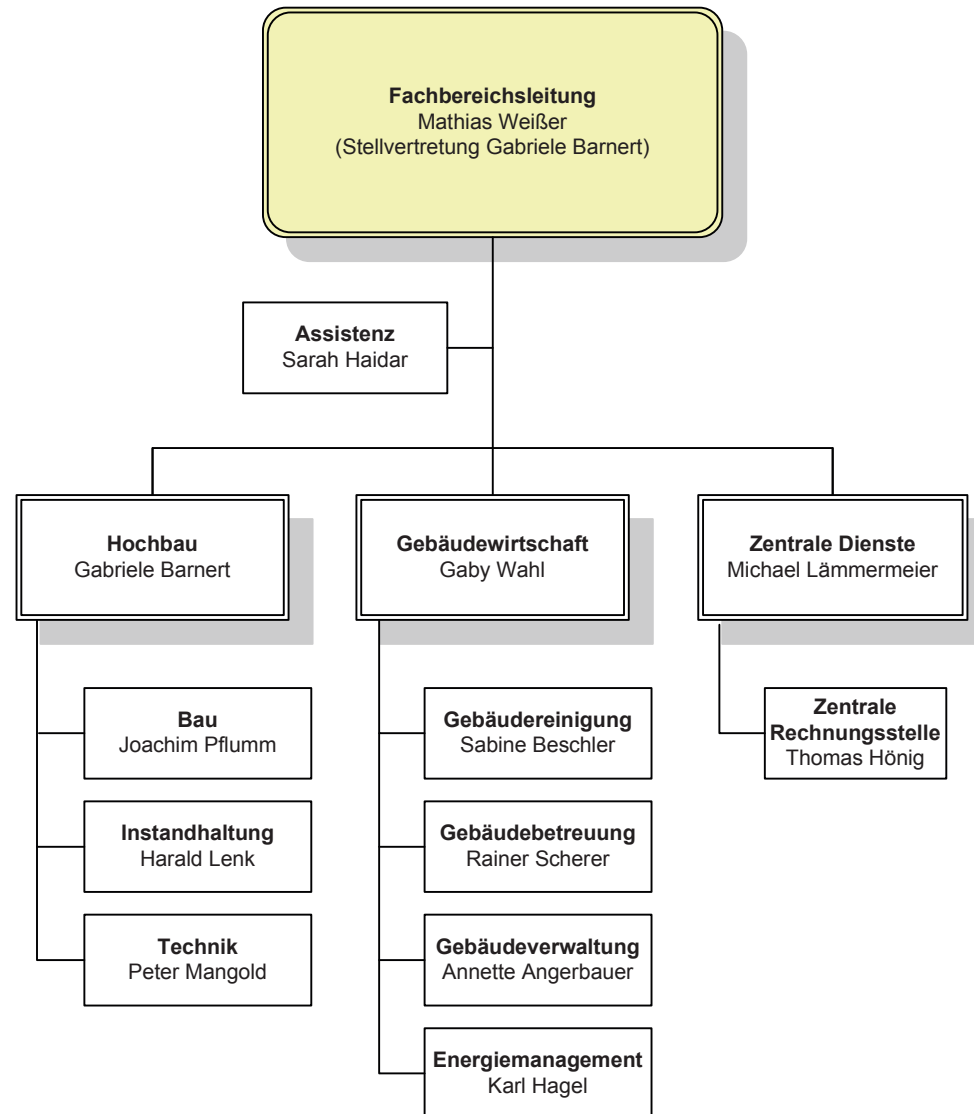 Fachbereichsleitung
Mathias Weißer
(Stellvertretung Gabriele Barnert)
Assistenz
Sarah Haidar
Hochbau
Gabriele Barnert
Gebäudewirtschaft
Gaby Wahl
Zentrale Dienste
Michael Lämmermeier
Bau
Joachim Pflumm
Instandhaltung
Harald Lenk
Technik
Peter Mangold
Gebäudereinigung
Sabine Beschler
Gebäudebetreuung
Rainer Scherer
Gebäudeverwaltung
Annette Angerbauer
Energiemanagement
Karl Hagel
Zentrale
Rechnungsstelle
Thomas Hönig